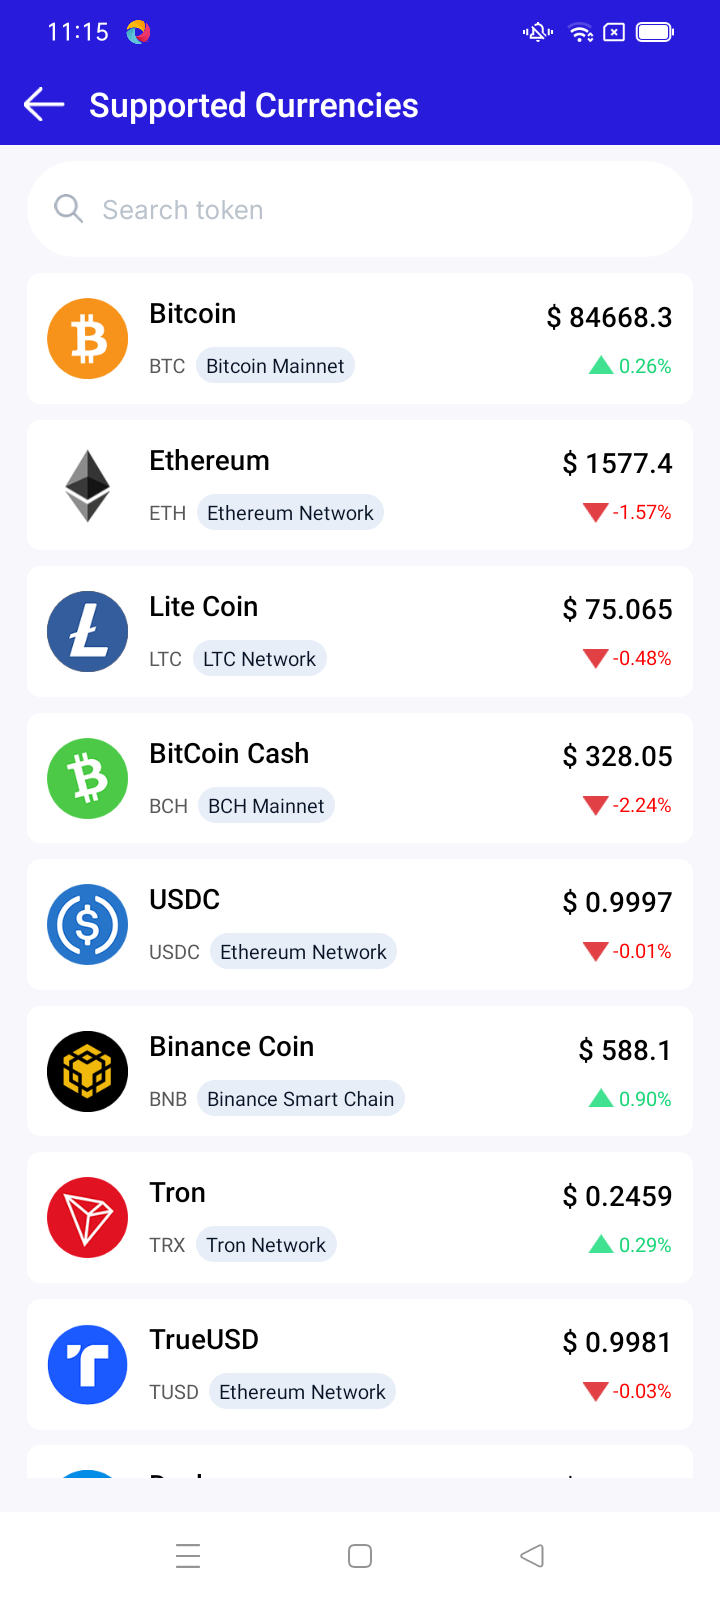 11:15
Supported Currencies
Search token
Bitcoin
$ 84668.3
BTC Bitcoin Mainnet
0.26%
Ethereum
$ 1577.4
ETH Ethereum Network
-1.57%
Lite Coin
$ 75.065
LTC LTC Network
-0.48%
BitCoin Cash
$ 328.05
BCH BCH Mainnet
-2.24%
USDC
$ 0.9997
USDC Ethereum Network
-0.01%
Binance Coin
$ 588.1
BNB Binance Smart Chain
0.90%
Tron
$ 0.2459
TRX Tron Network
0.29%
TrueUSD
$ 0.9981
TUSD Ethereum Network
-0.03%